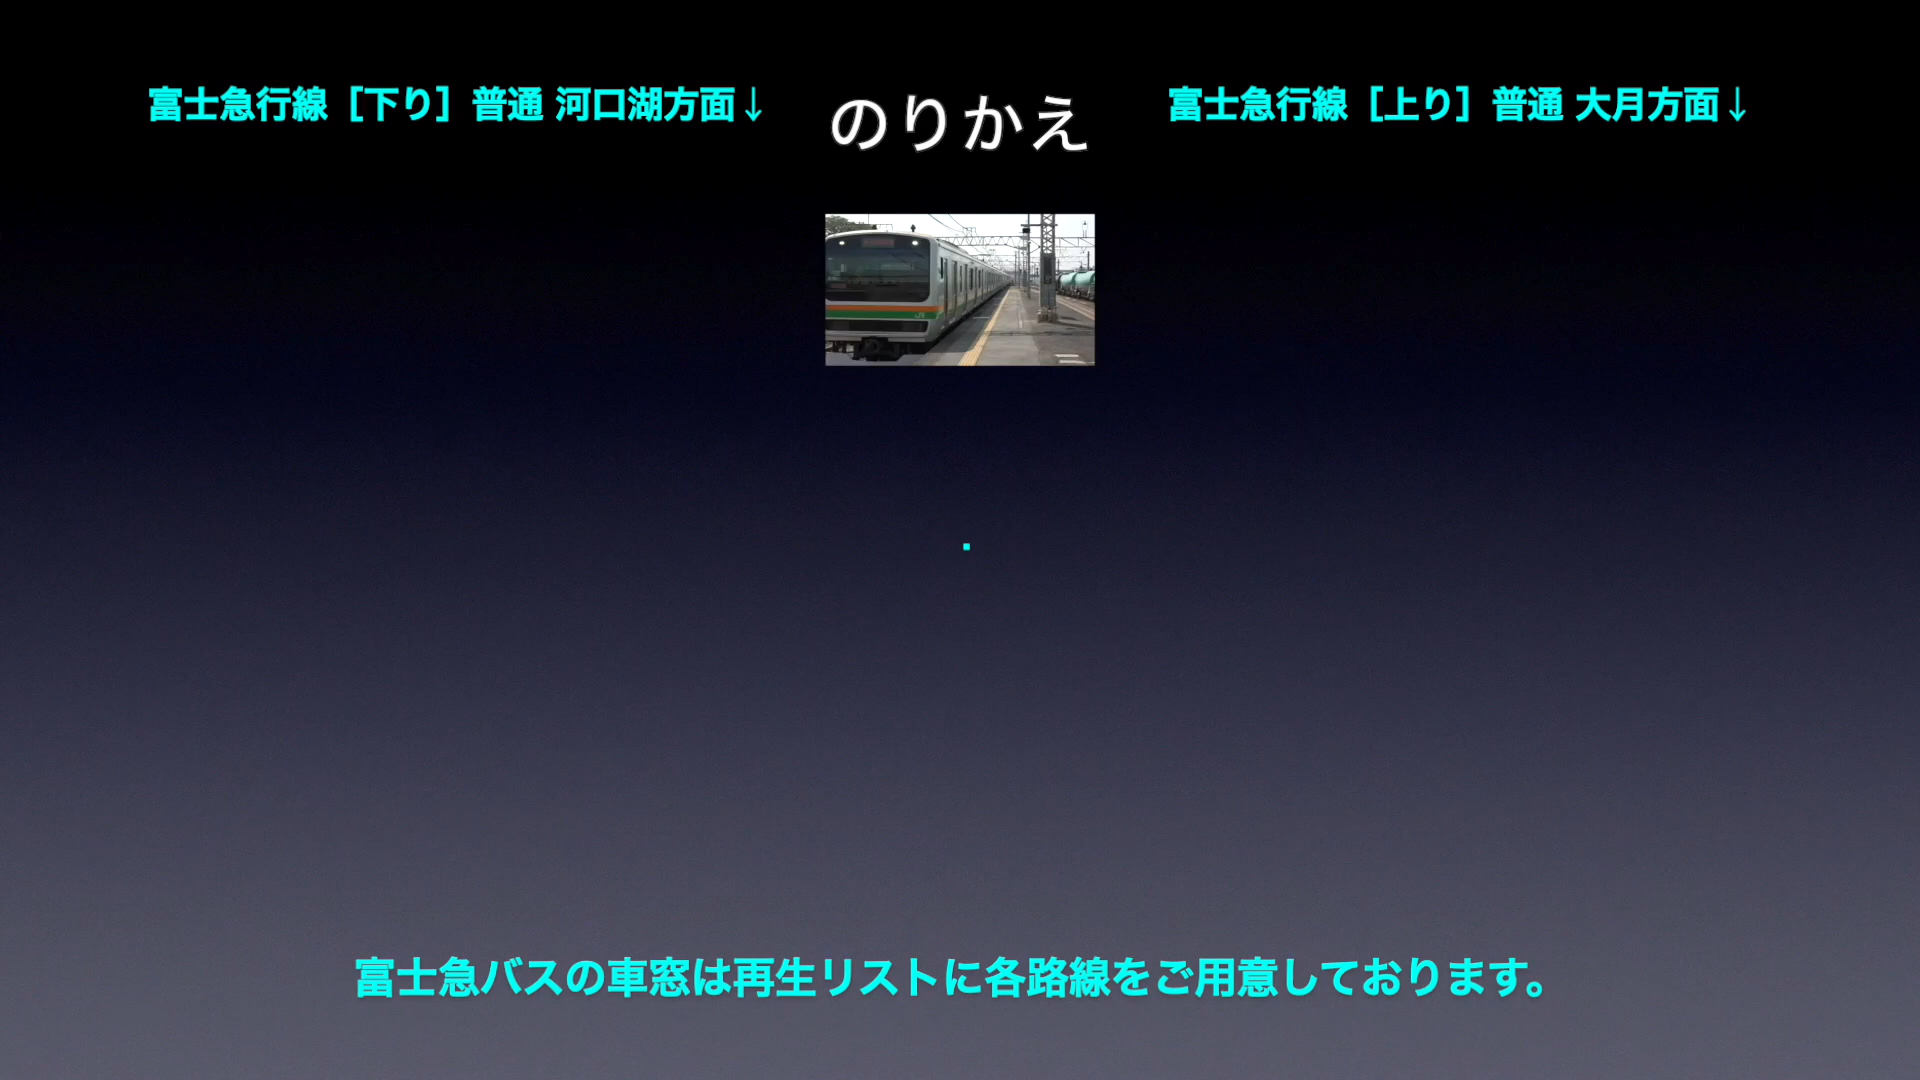 富士急行線［下り］普通 河口湖方面↓
のりかえ
富士急行線［上り］普通 大月方面↓
JR
富士急バスの車窓は再生リストに各路線をご用意しております。